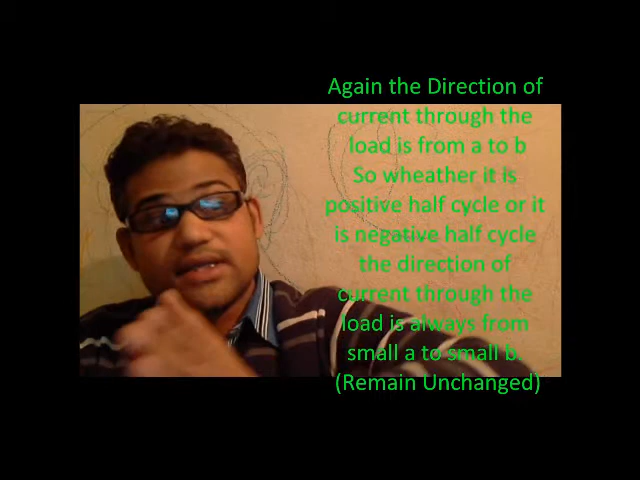 Again the Direction of
current through the
load is from a to b
So wheather it is
positive half cycle or it
is negative half cycle
the direction of
current through the
load is always from
small a to small b.
(Remain Unchanged)